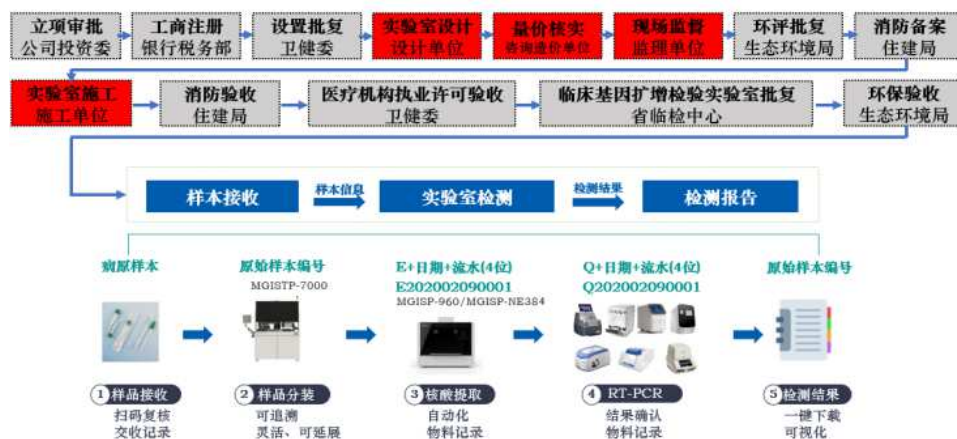 立项审批
公司投资委
工商注册
银行税务部
设置批复
卫健委
实验室设计
设计单位
量价核实
咨询造价单位
现场监督
监理单位
环评批复
生态环境局
消防备案
住建局
实验室施工
施工单位
消防验收
住建局
医疗机构执业许可验收
卫健委
临床基因扩增检验实验室批复
省临检中心
环保验收
生态环境局
样本接收
样本信息
实验室检测
检测结果
检测报告
病原样本
原始样本编号
MGISTP-7000
E+日期+流水(4位)
E202002090001
MGISP-960/MGISP-NE384
Q+日期+流水(4位)
Q202002090001
原始样本编号
1 样品接收
扫码复核
交收记录
2 样品分装
可追溯
灵活、可延展
3 核酸提取
自动化
物料记录
4 RT-PCR
结果确认
物料记录
5 检测结果
一键下载
可视化